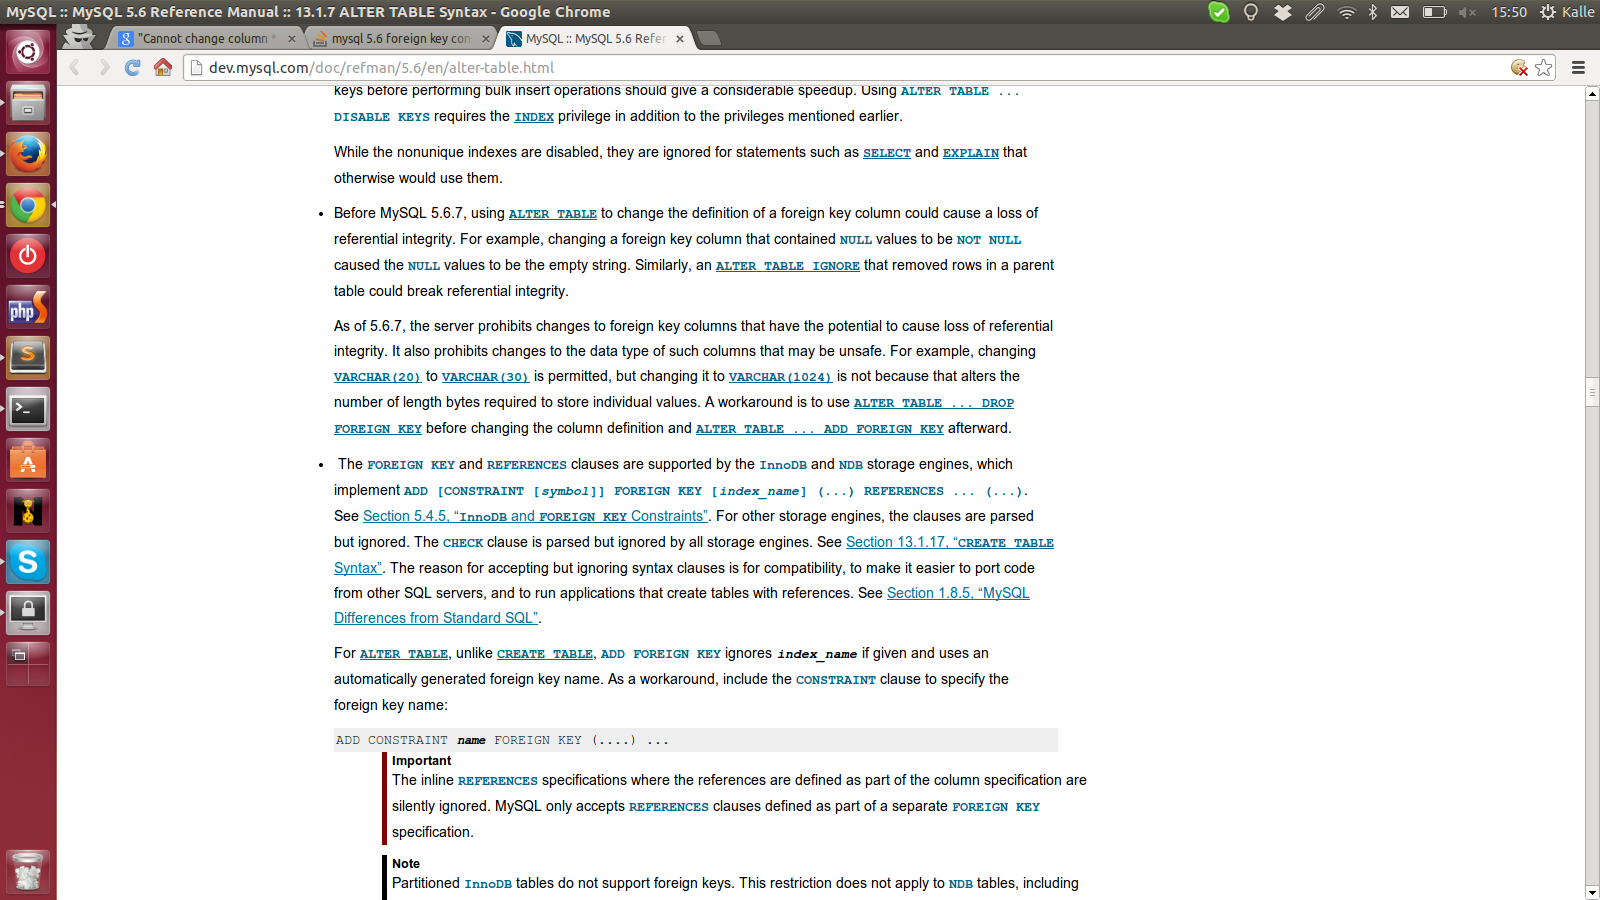 MySQL :: MySQL 5.6 Reference Manual :: 13.1.7 ALTER TABLE Syntax - Google Chrome
15:50 Kalle
"Cannot change column '
mysql 5.6 foreign key con
MySQL :: MySQL 5.6 Refer
dev.mysql.com/doc/refman/5.6/en/alter-table.html
keys before performing bulk insert operations should give a considerable speedup. Using ALTER TABLE ...
DISABLE KEYS requires the INDEX privilege in addition to the privileges mentioned earlier.
While the nonunique indexes are disabled, they are ignored for statements such as SELECT and EXPLAIN that
otherwise would use them.
• Before MySQL 5.6.7, using ALTER TABLE to change the definition of a foreign key column could cause a loss of
referential integrity. For example, changing a foreign key column that contained NULL values to be NOT NULL
caused the NULL values to be the empty string. Similarly, an ALTER TABLE IGNORE that removed rows in a parent
table could break referential integrity.
As of 5.6.7, the server prohibits changes to foreign key columns that have the potential to cause loss of referential
integrity. It also prohibits changes to the data type of such columns that may be unsafe. For example, changing
VARCHAR(20) to VARCHAR(30) is permitted, but changing it to VARCHAR(1024) is not because that alters the
number of length bytes required to store individual values. A workaround is to use ALTER TABLE ... DROP
FOREIGN KEY before changing the column definition and ALTER TABLE ... ADD FOREIGN KEY afterward.
• The FOREIGN KEY and REFERENCES clauses are supported by the InnoDB and NDB storage engines, which
implement ADD [CONSTRAINT [symbol]] FOREIGN KEY [index_name] (...) REFERENCES ... (...).
See Section 5.4.5, “InnoDB and FOREIGN KEY Constraints”. For other storage engines, the clauses are parsed
but ignored. The CHECK clause is parsed but ignored by all storage engines. See Section 13.1.17, “CREATE TABLE
Syntax”. The reason for accepting but ignoring syntax clauses is for compatibility, to make it easier to port code
from other SQL servers, and to run applications that create tables with references. See Section 1.8.5, “MySQL
Differences from Standard SQL”.
For ALTER TABLE, unlike CREATE TABLE, ADD FOREIGN KEY ignores index_name if given and uses an
automatically generated foreign key name. As a workaround, include the CONSTRAINT clause to specify the
foreign key name:
ADD CONSTRAINT name FOREIGN KEY (....) ...
Important
The inline REFERENCES specifications where the references are defined as part of the column specification are
silently ignored. MySQL only accepts REFERENCES clauses defined as part of a separate FOREIGN KEY
specification.
Note
Partitioned InnoDB tables do not support foreign keys. This restriction does not apply to NDB tables, including
php